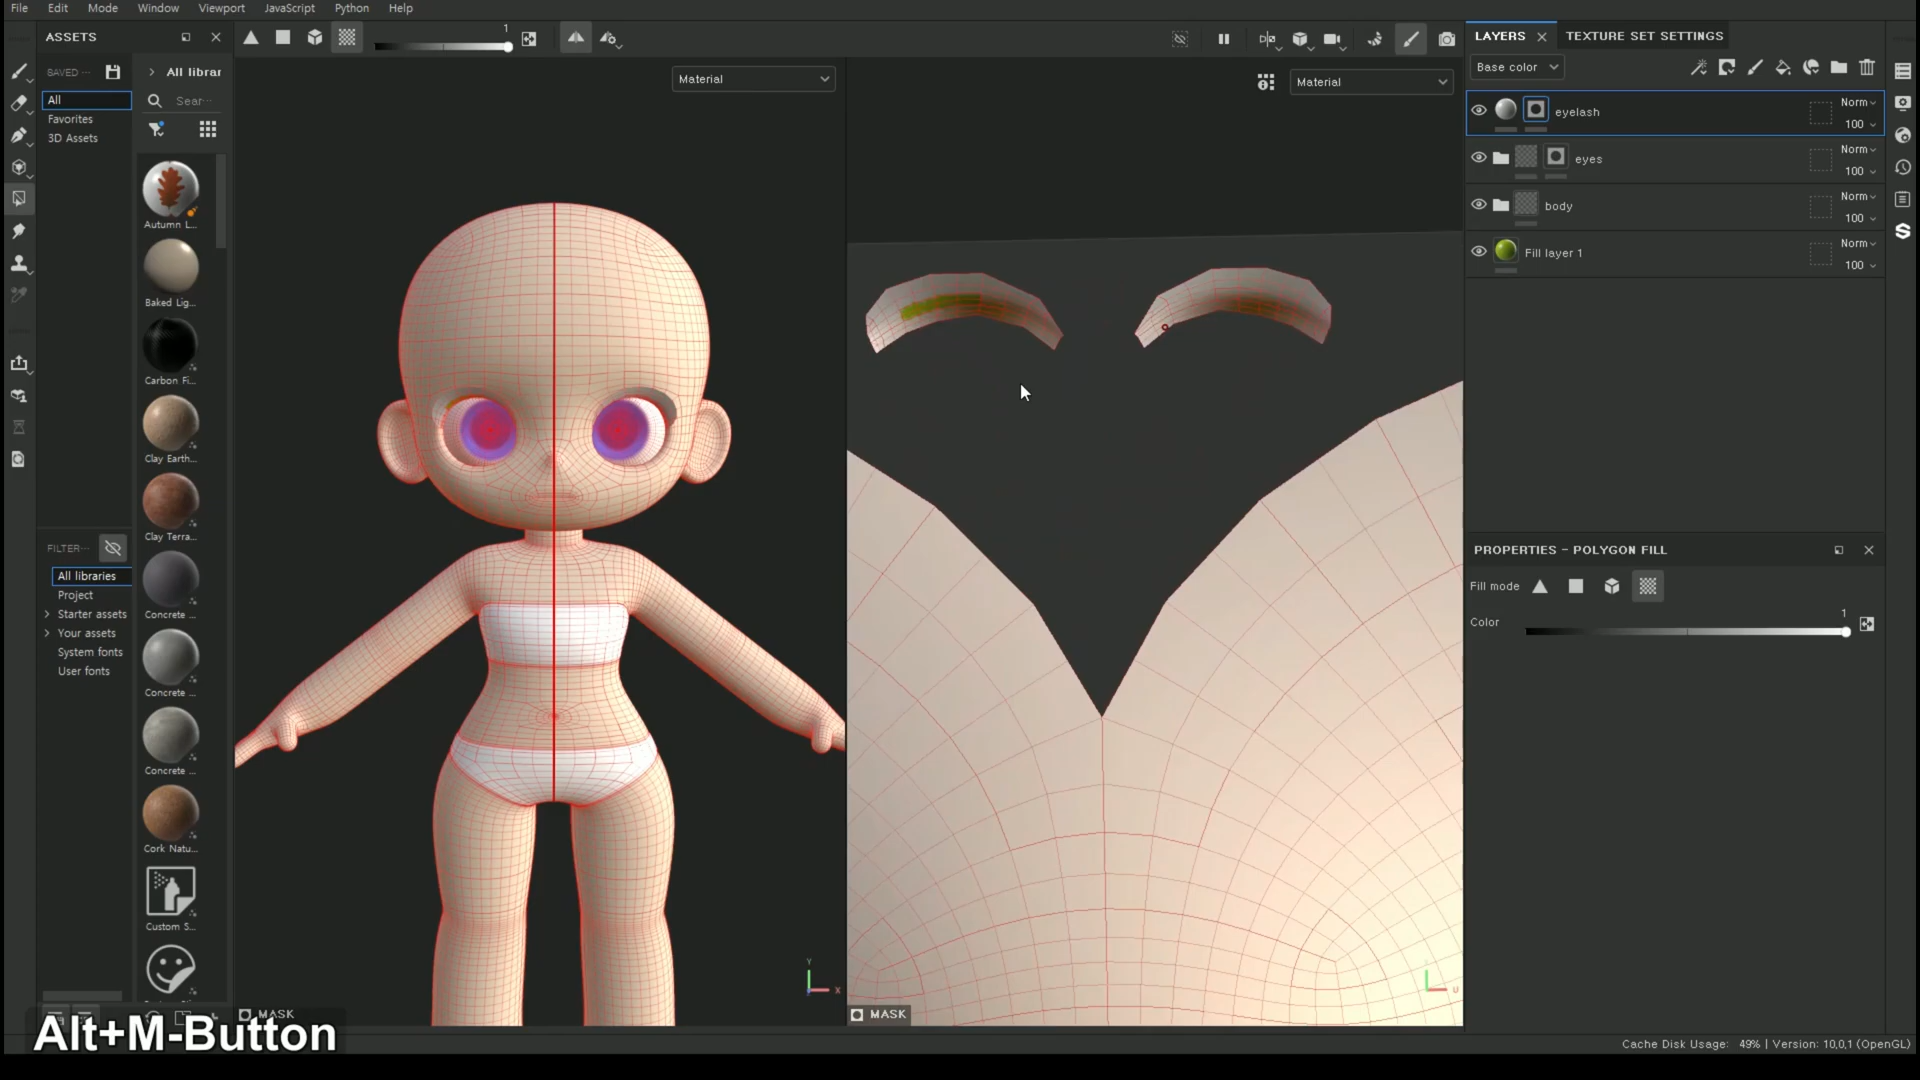 File Edit Mode Window Viewport JavaScript Python Help
ASSETS
SAVED ···
All librar
All
Sear···
Favorites
3D Assets
Autumn L...
Baked Lig...
Carbon Fi...
Clay Earth...
Clay Terra...
Concrete ...
Concrete ...
Concrete ...
Cork Natu...
Custom S...
FILTER···
All libraries
Project
Starter assets
Your assets
System fonts
User fonts
1
Material
Material
Y
X
U
MASK
MASK
Alt+M-Button
LAYERS
TEXTURE SET SETTINGS
Base color
eyelash
Norm
100
eyes
Norm
100
body
Norm
100
Fill layer 1
Norm
100
PROPERTIES - POLYGON FILL
Fill mode
Color
1
Cache Disk Usage: 49% | Version: 10,0,1 (OpenGL)